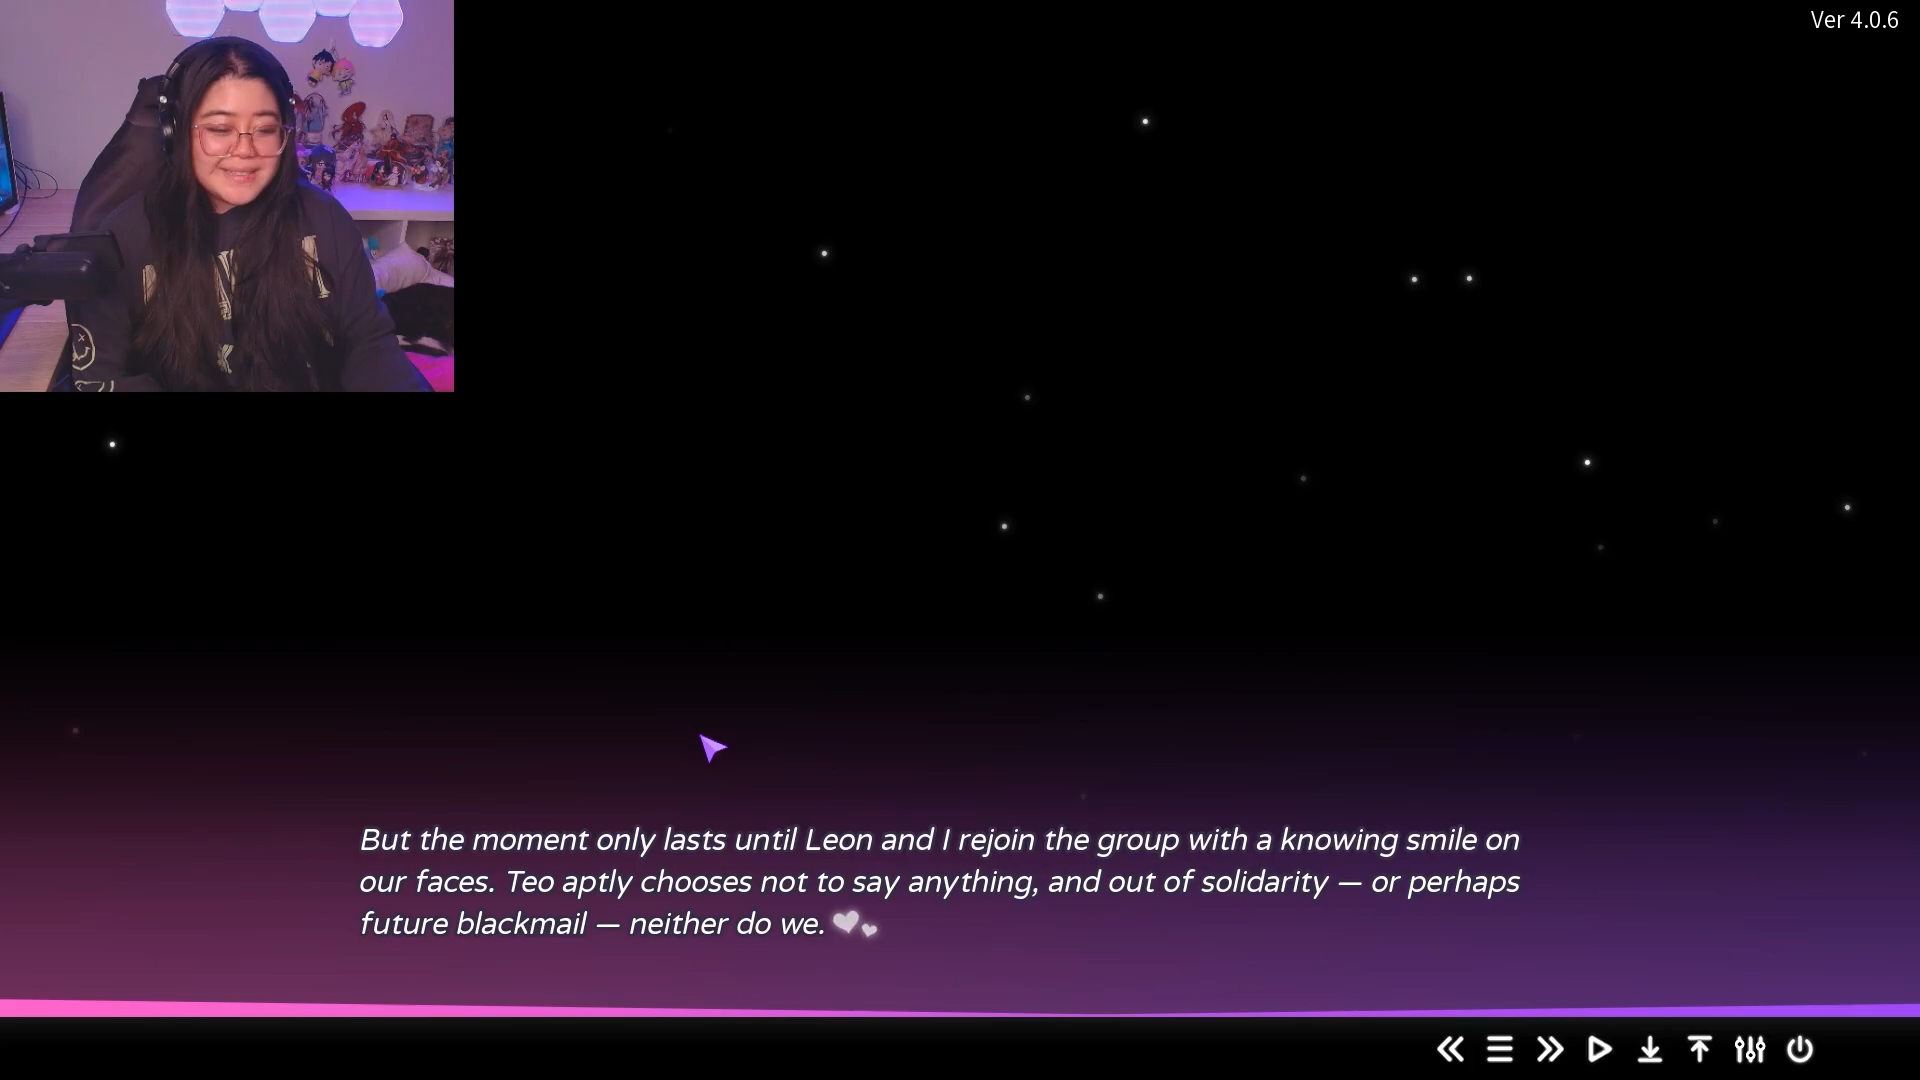 Ver 4.0.6
But the moment only lasts until Leon and I rejoin the group with a knowing smile on
our faces. Teo aptly chooses not to say anything, and out of solidarity — or perhaps
future blackmail — neither do we.